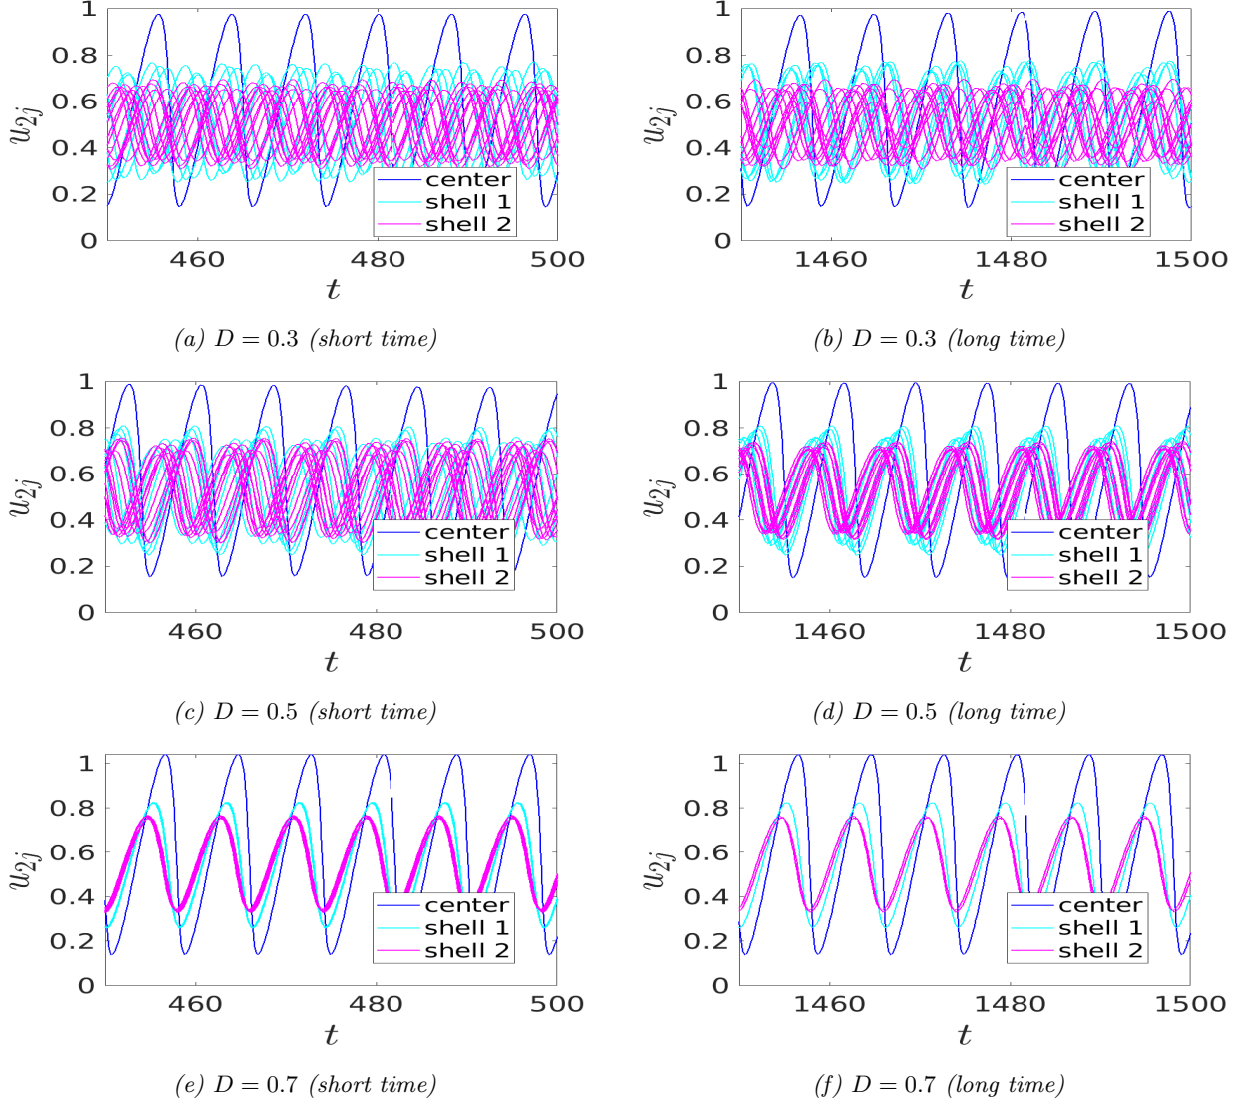 1
0.8
0.6
0.4
0.2
0
u2j
center
shell 1
shell 2
460
480
500
t
(a) D = 0.3 (short time)
1
0.8
0.6
0.4
0.2
0
u2j
center
shell 1
shell 2
1460
1480
1500
t
(b) D = 0.3 (long time)
1
0.8
0.6
0.4
0.2
0
u2j
center
shell 1
shell 2
460
480
500
t
(c) D = 0.5 (short time)
1
0.8
0.6
0.4
0.2
0
u2j
center
shell 1
shell 2
1460
1480
1500
t
(d) D = 0.5 (long time)
1
0.8
0.6
0.4
0.2
0
u2j
center
shell 1
shell 2
460
480
500
t
(e) D = 0.7 (short time)
1
0.8
0.6
0.4
0.2
0
u2j
center
shell 1
shell 2
1460
1480
1500
t
(f) D = 0.7 (long time)